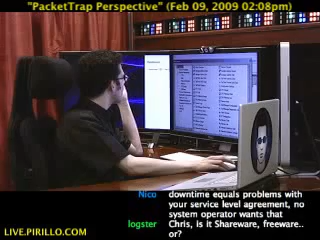 "PacketTrap Perspective" (Feb 09, 2009 02:08pm)
Nico downtime equals problems with
your service level agreement, no
system operator wants that
logster Chris, is it Shareware, freeware..
or?
LIVE.PIRILLO.COM